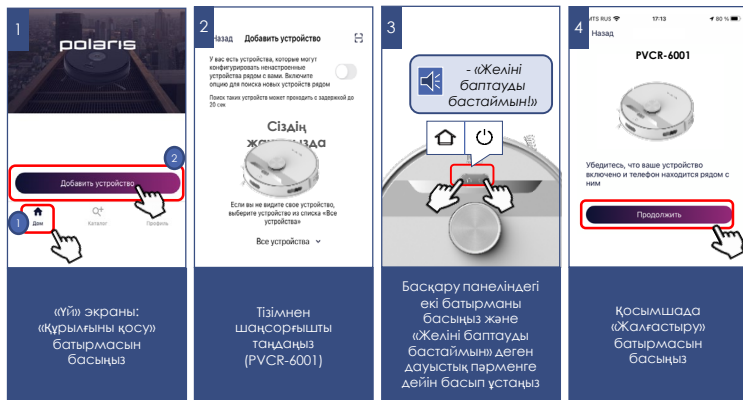 1
polaris
2
Добавить устройство
1
Дом
Каталог
Профиль
«Үй» экраны:
«Құрылғыны қосу»
батырмасын
басыңыз
2
Назад
Добавить устройство
У вас есть устройства, которые могут
конфигурировать ненастроенные
устройства рядом с вами. Включите
опцию для поиска новых устройств рядом
Поиск таких устройств может проходить с задержкой до
20 сек
Сіздің
Если вы не видите свое устройство,
выберите устройство из списка «Все
устройства»
Все устройства
Тізімнен
шаңсорғышты
таңдаңыз
(PVCR-6001)
3
- «Желіні
баптауды
бастаймын!»
Басқару панеліндегі
екі батырманы
басыңыз және
«Желіні баптауды
бастаймын» деген
дауыстық пәрменге
дейін басып ұстаңыз
4
MTS RUS
17:13
80 %
Назад
PVCR-6001
Убедитесь, что ваше устройство
включено и телефон находится рядом с
ним
Продолжить
Қосымшада
«Жалғастыру»
батырмасын
басыңыз